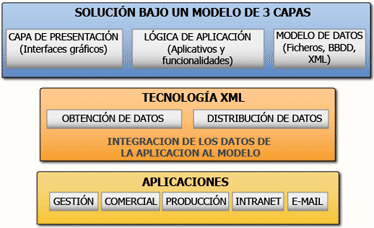 SOLUCIÓN BAJO UN MODELO DE 3 CAPAS
CAPA DE PRESENTACIÓN
(Interfaces gráficos)
LÓGICA DE APLICACIÓN
(Aplicativos y
funcionalidades)
MODELO DE DATOS
(Ficheros, BBDD,
XML)
TECNOLOGÍA XML
OBTENCIÓN DE DATOS
DISTRIBUCIÓN DE DATOS
INTEGRACION DE LOS DATOS DE
LA APLICACION AL MODELO
APLICACIONES
GESTIÓN
COMERCIAL
PRODUCCIÓN
INTRANET
E-MAIL